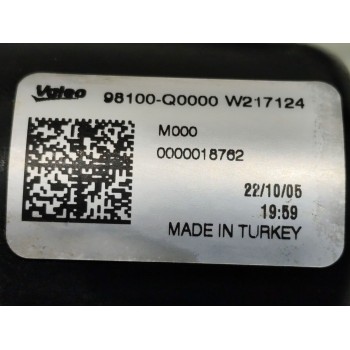 Valeo 98100-Q0000 W217124
M000
0000018762
22/10/05
19:59
MADE IN TURKEY